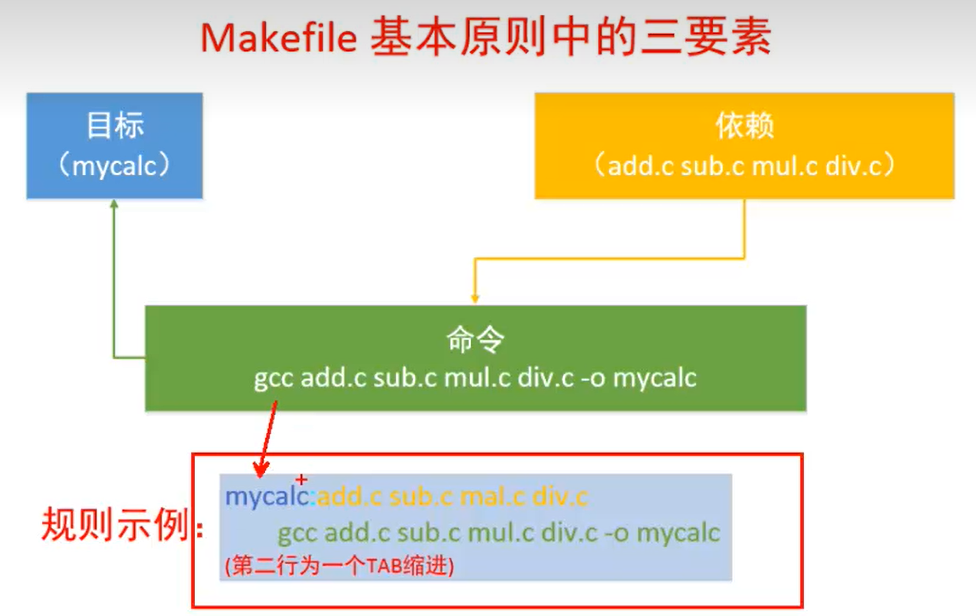 Makefile 基本原则中的三要素
目标
（mycalc）
依赖
（add.c sub.c mul.c div.c）
命令
gcc add.c sub.c mul.c div.c -o mycalc
规则示例：
mycalc:add.c sub.c mal.c div.c
gcc add.c sub.c mul.c div.c -o mycalc
(第二行为一个TAB缩进)